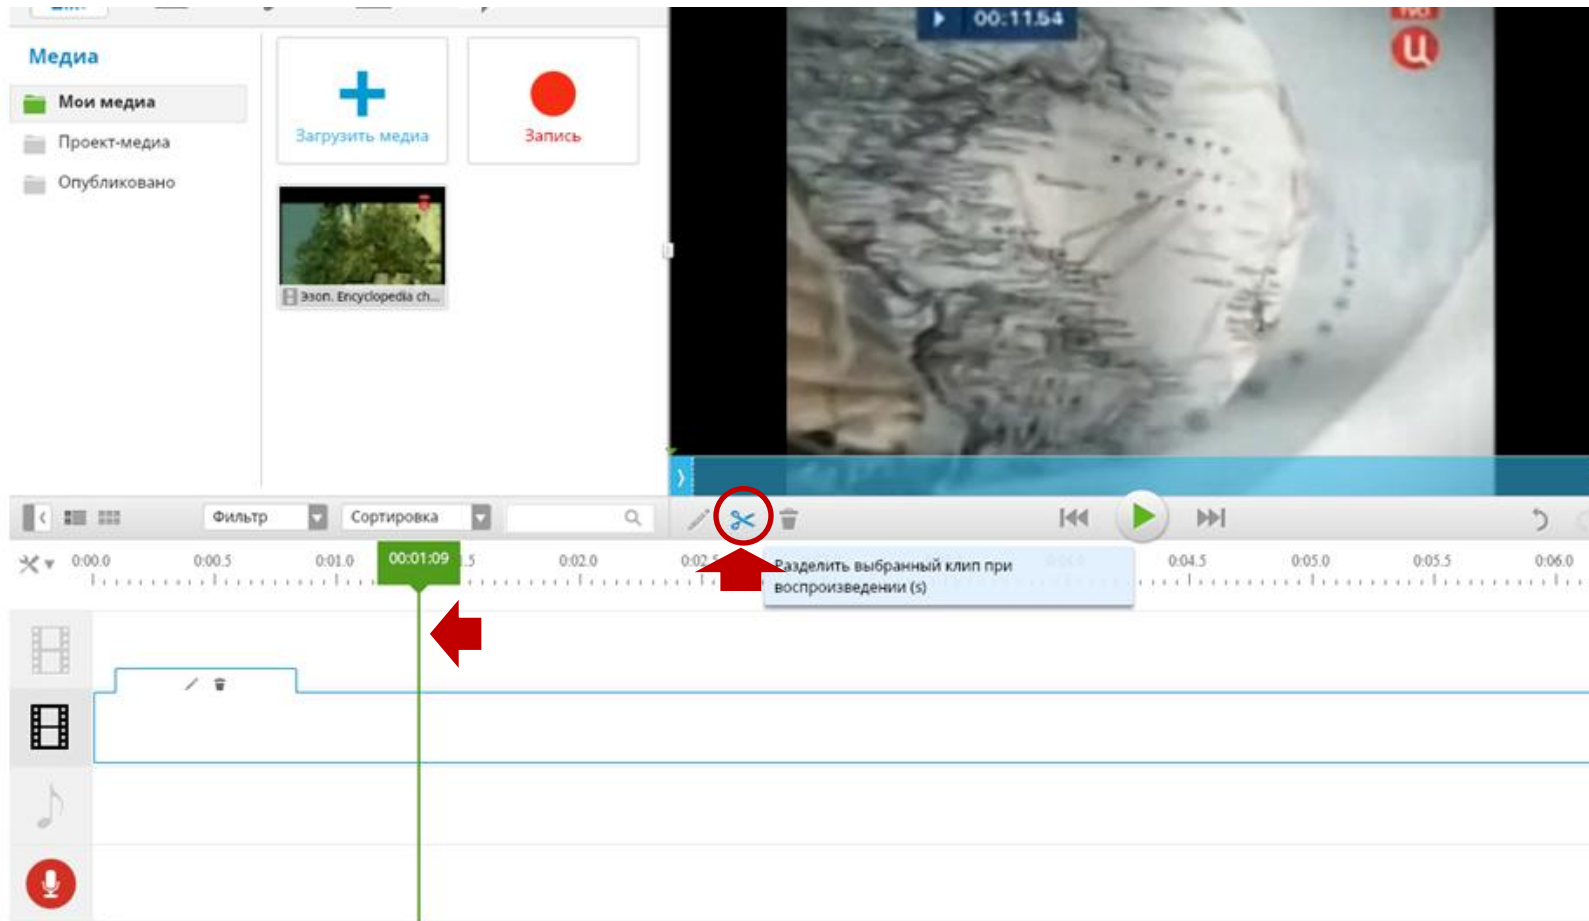 00:11.54
Ц
Медиа
Мои медиа
Проект-медиа
Опубликовано
Загрузить медиа
Запись
Эзоп. Encyclopedia ch...
Фильтр
Сортировка
0:00.0 0:00.5 0:01.0 00:01:09 .5 0:02.0 0:04.5 0:05.0 0:05.5 0:06.0
Разделить выбранный клип при
воспроизведении (s)